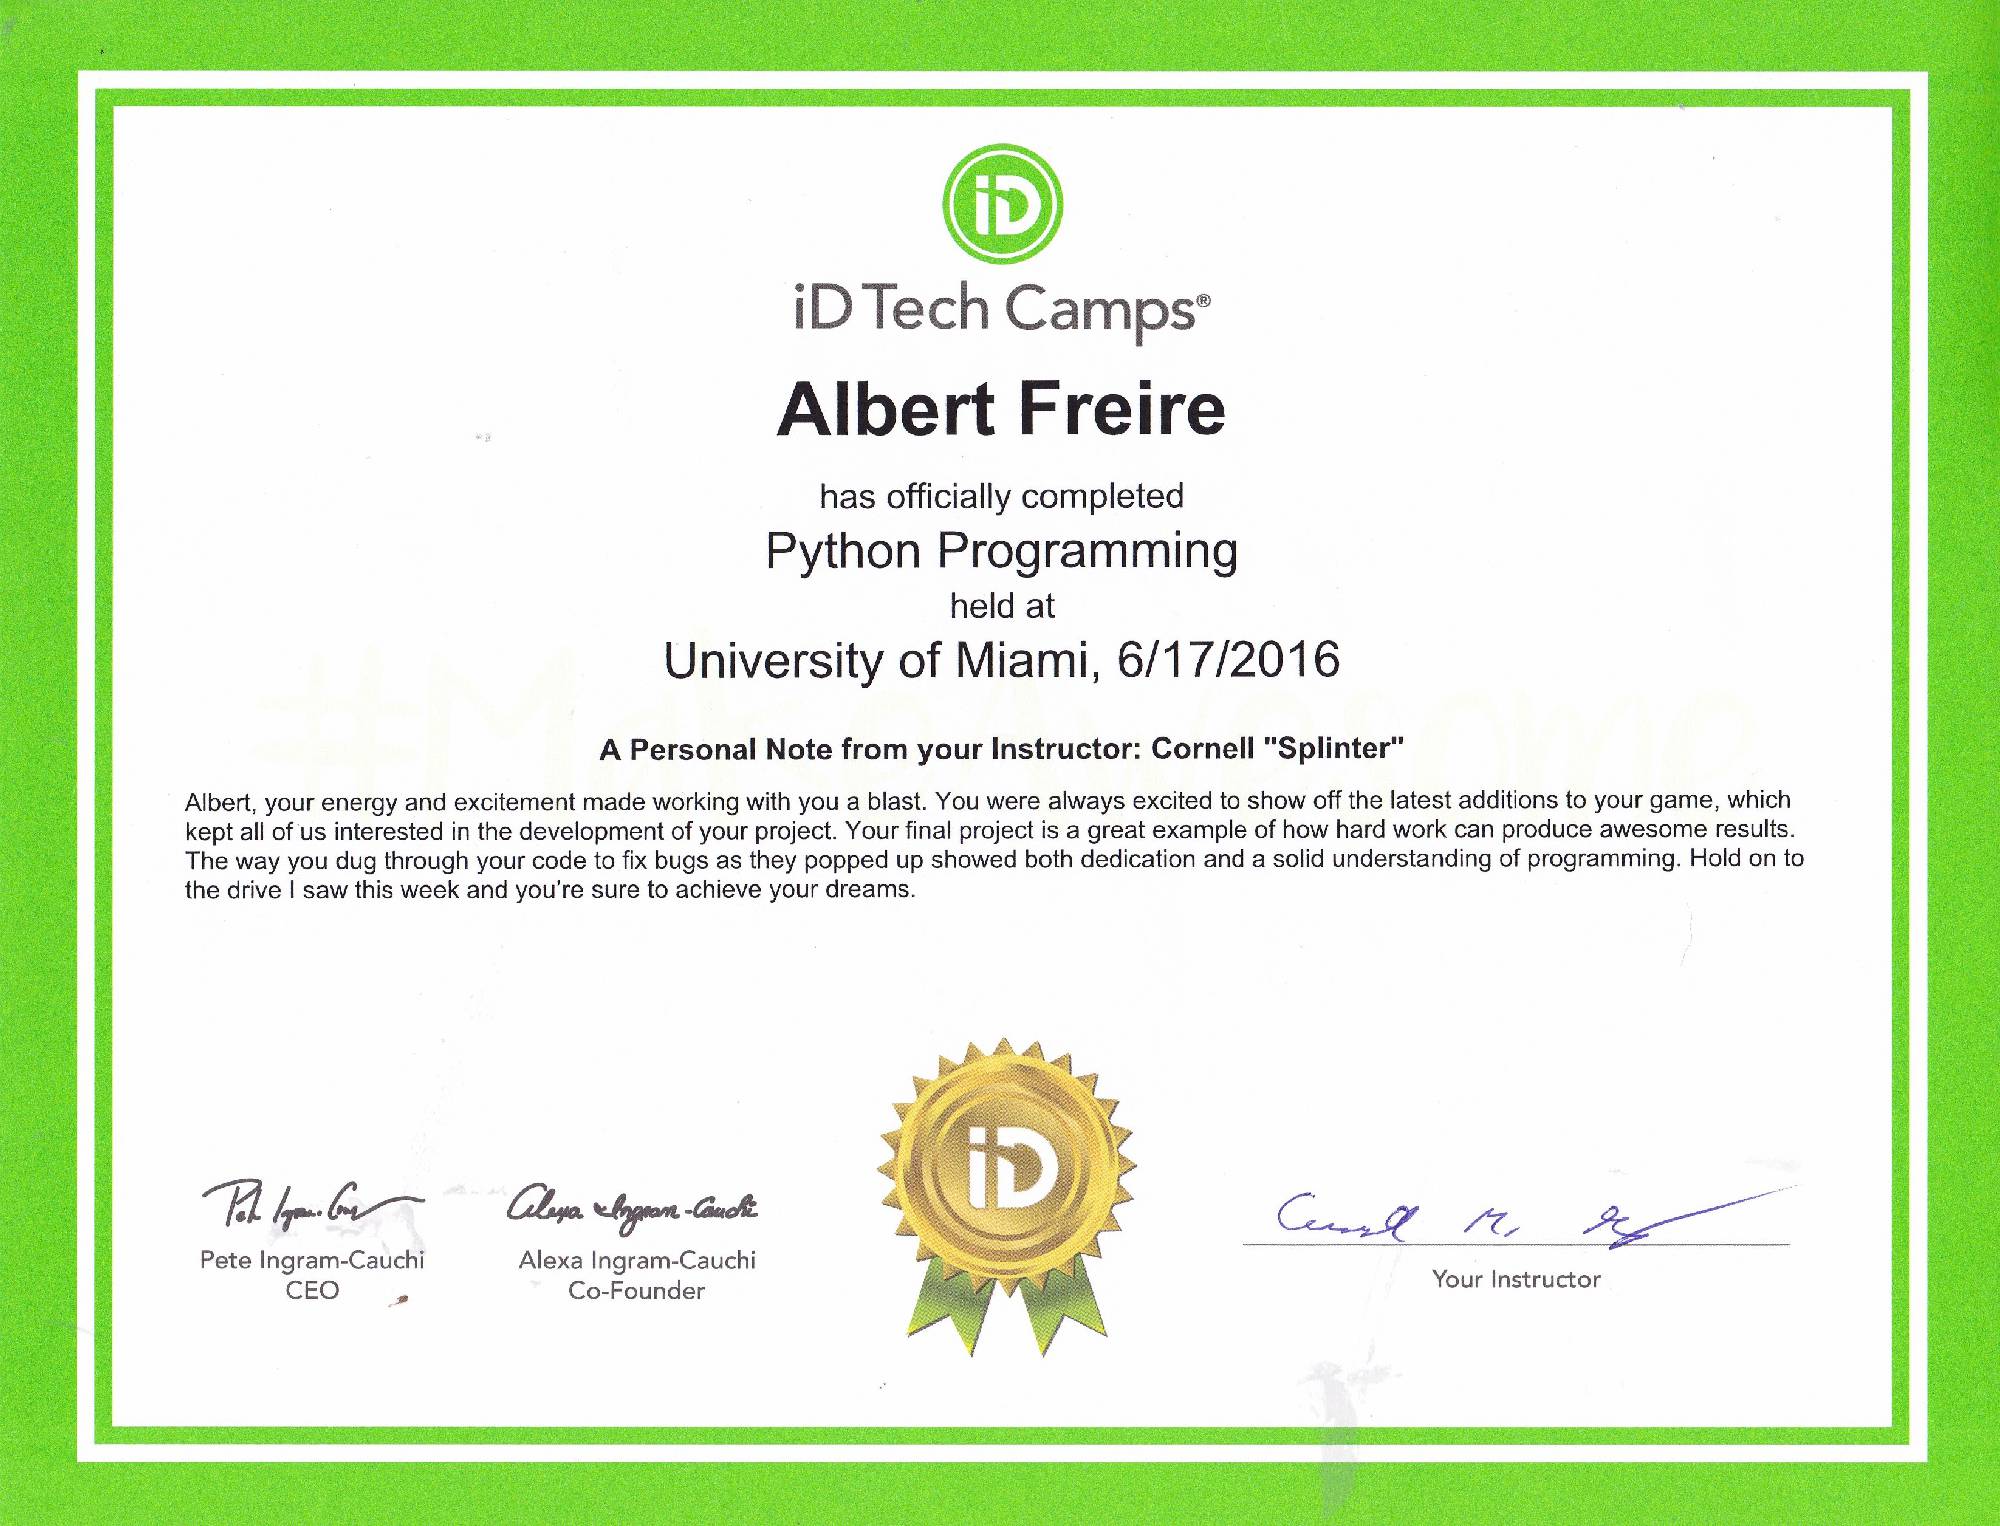 iD
iD Tech Camps®
Albert Freire
has officially completed
Python Programming
held at
University of Miami, 6/17/2016
A Personal Note from your Instructor: Cornell "Splinter"
Albert, your energy and excitement made working with you a blast. You were always excited to show off the latest additions to your game, which
kept all of us interested in the development of your project. Your final project is a great example of how hard work can produce awesome results.
The way you dug through your code to fix bugs as they popped up showed both dedication and a solid understanding of programming. Hold on to
the drive I saw this week and you're sure to achieve your dreams.
iD
Alexa Ingram-Cauchi
Pete Ingram-Cauchi
CEO
Alexa Ingram-Cauchi
Co-Founder
Your Instructor